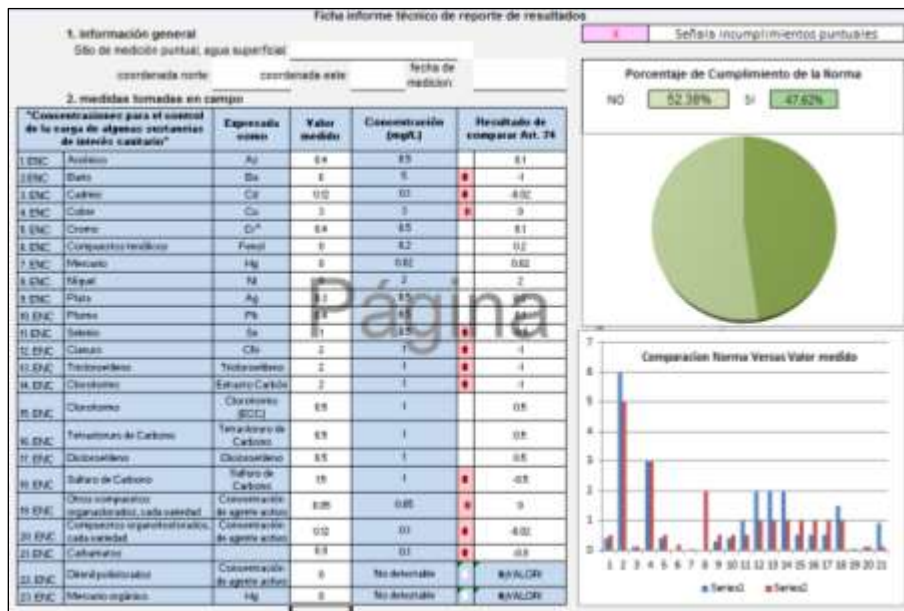 Ficha informe técnico de reporte de resultados
1. información general
Sitio de medición puntual, agua superficial
coordenada norte coordenada este fecha de medicion
2. medidas tomadas en campo
X Señala incumplimientos puntuales
Porcentaje de Cumplimiento de la Norma
NO 52.38% SI 47.62%
"Concentraciones para el control de la carga de algunas sustancias de interés sanitario" Expresada como Valor medido Concentración (mg/L) Resultado de comparar Art. 74
1. ENC Arsénico As 0.4 0.5 0.1
2. ENC Bario Ba 6 5 -1
3. ENC Cadmio Cd 0.12 0.1 -0.02
4. ENC Cobre Cu 3 3 0
5. ENC Cromo 0.4 0.5 0.1
6. ENC Compuestos fenólicos Fenol 0 0.2 0.2
7. ENC Mercurio Hg 0 0.02 0.02
8. ENC Níquel Ni 2 2
9. ENC Plata Ag 0.5
10. ENC Plomo Pb 0.5
11. ENC Selenio Se 1 0.5
12. ENC Cianuro CN 2 1 -1
13. ENC Tricloroetileno Tricloroetileno 2 1 -1
14. ENC Cloroformo Extracto Carbón 2 1 -1
15. ENC Cloroformo Cloroformo (ECC) 0.5 1 0.5
16. ENC Tetracloruro de Carbono Tetracloruro de Carbono 0.5 1 0.5
17. ENC Dicloroetileno Dicloroetileno 0.5 1 0.5
18. ENC Sulfuro de Carbono Sulfuro de Carbono 1.5 1 -0.5
19. ENC Otros compuestos organoclorados, cada variedad Concentración de agente activo 0.05 0.05 0
20. ENC Compuestos organofosforados, cada variedad Concentración de agente activo 0.12 0.1 -0.02
21. ENC Carbamatos 0.9 0.1 -0.8
22. ENC Difenil policlorados Concentración de agente activo 0 No detectable #¡VALOR!
23. ENC Mercurio orgánico Hg 0 No detectable #¡VALOR!
Página
Comparacion Norma Versus Valor medido
7
6
5
4
3
2
1
0
1 2 3 4 5 6 7 8 9 10 11 12 13 14 15 16 17 18 19 20 21
Series1 Series2